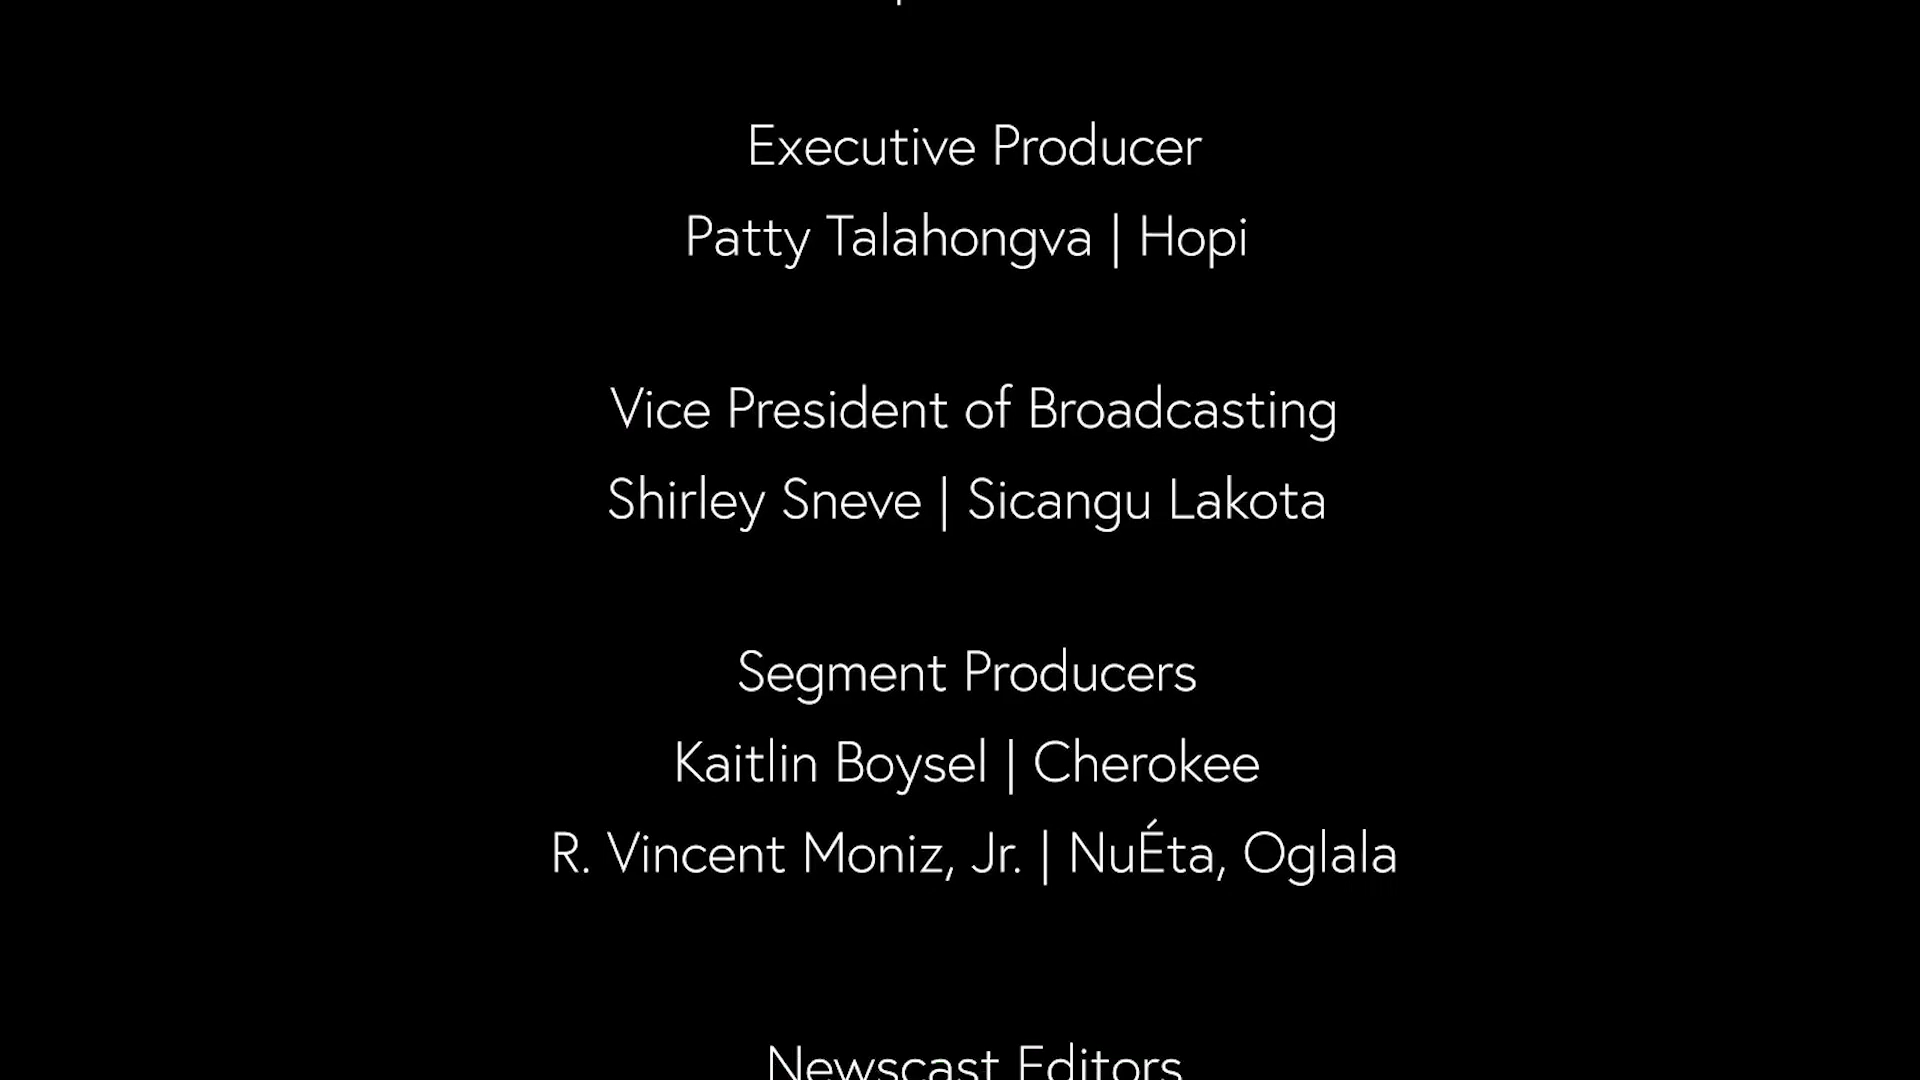 Executive Producer
Patty Talahongva | Hopi
Vice President of Broadcasting
Shirley Sneve | Sicangu Lakota
Segment Producers
Kaitlin Boysel | Cherokee
R. Vincent Moniz, Jr. | NuÉta, Oglala
Newscast Editors